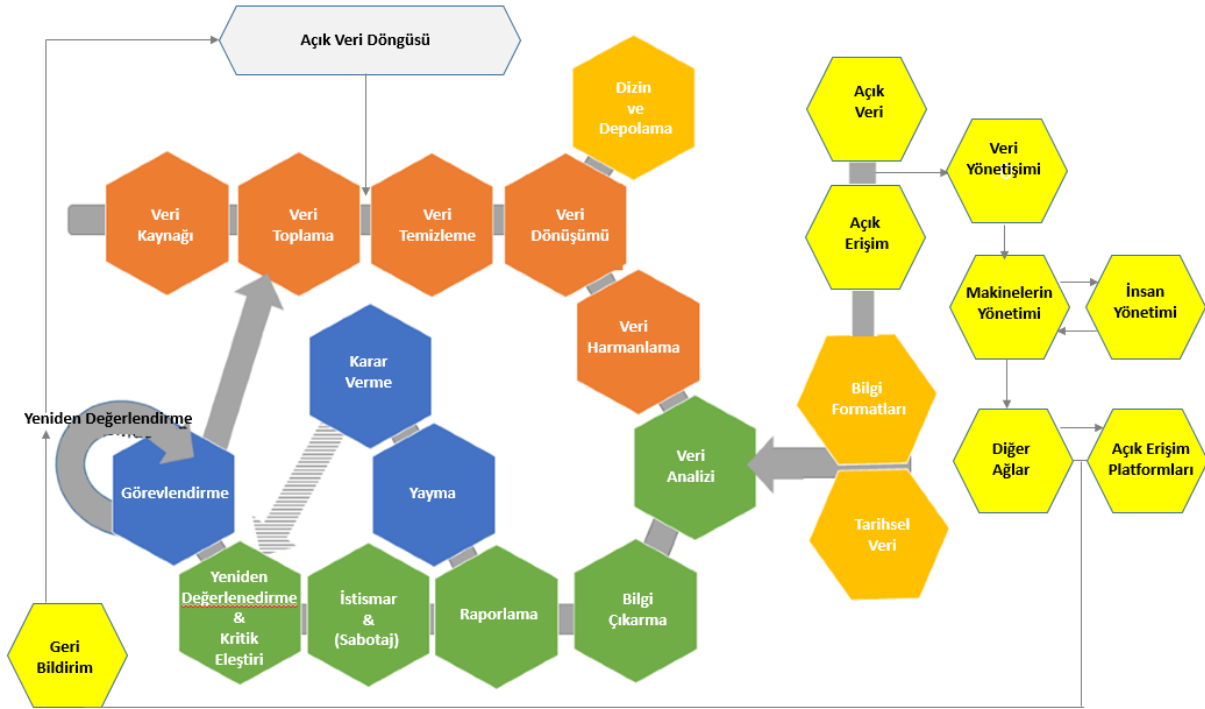 Açık Veri Döngüsü
Dizin
ve
Depolama
Açık
Veri
Veri
Yönetişimi
Veri
Kaynağı
Veri
Toplama
Veri
Temizleme
Veri
Dönüşümü
Açık
Erişim
Makinelerin
Yönetimi
İnsan
Yönetimi
Veri
Harmanlama
Karar
Verme
Bilgi
Formatları
Yeniden Değerlendirme
Görevlendirme
Yayma
Veri
Analizi
Diğer
Ağlar
Açık Erişim
Platformları
Tarihsel
Veri
Yeniden
Değerlenedirme
&
Kritik
Eleştiri
İstismar
&
(Sabotaj)
Raporlama
Bilgi
Çıkarma
Geri
Bildirim